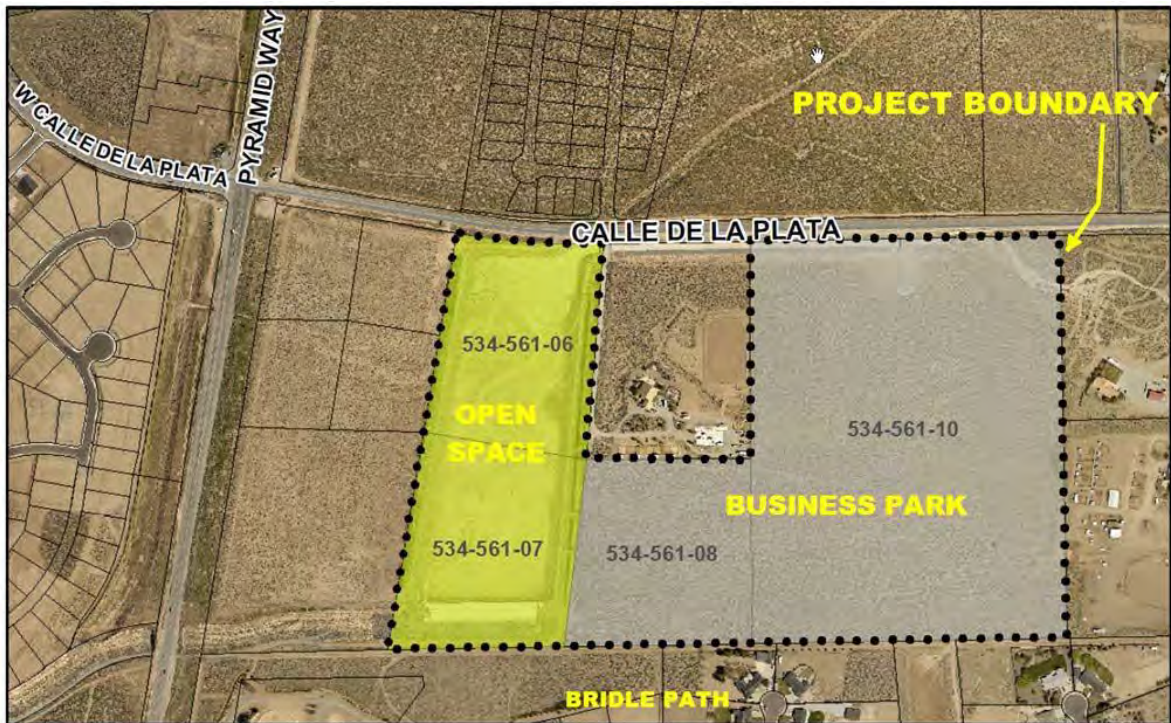 W CALLE DE LA PLATA
PYRAMID WAY
PROJECT BOUNDARY
CALLE DE LA PLATA
534-561-06
OPEN
SPACE
534-561-10
BUSINESS PARK
534-561-07
534-561-08
BRIDLE PATH